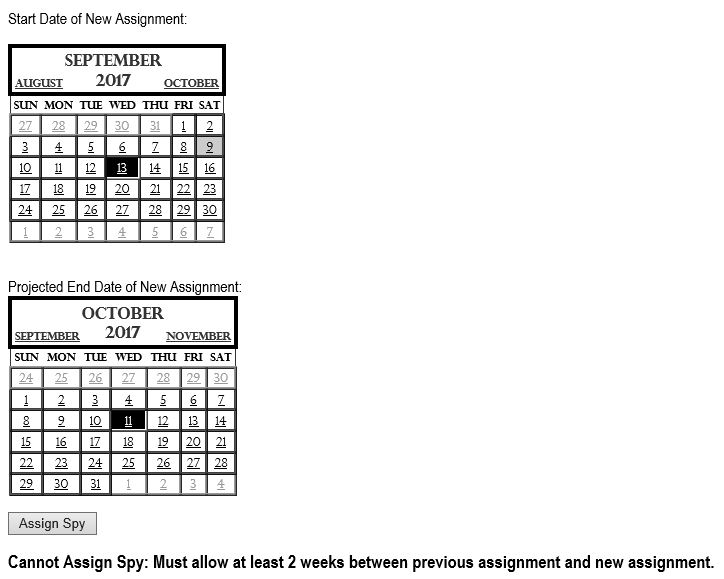 Start Date of New Assignment:
SEPTEMBER
AUGUST 2017 OCTOBER
SUN MON TUE WED THU FRI SAT
27 28 29 30 31 1 2
3 4 5 6 7 8 9
10 11 12 13 14 15 16
17 18 19 20 21 22 23
24 25 26 27 28 29 30
1 2 3 4 5 6 7
Projected End Date of New Assignment:
OCTOBER
SEPTEMBER 2017 NOVEMBER
SUN MON TUE WED THU FRI SAT
24 25 26 27 28 29 30
1 2 3 4 5 6 7
8 9 10 11 12 13 14
15 16 17 18 19 20 21
22 23 24 25 26 27 28
29 30 31 1 2 3 4
Assign Spy
Cannot Assign Spy: Must allow at least 2 weeks between previous assignment and new assignment.